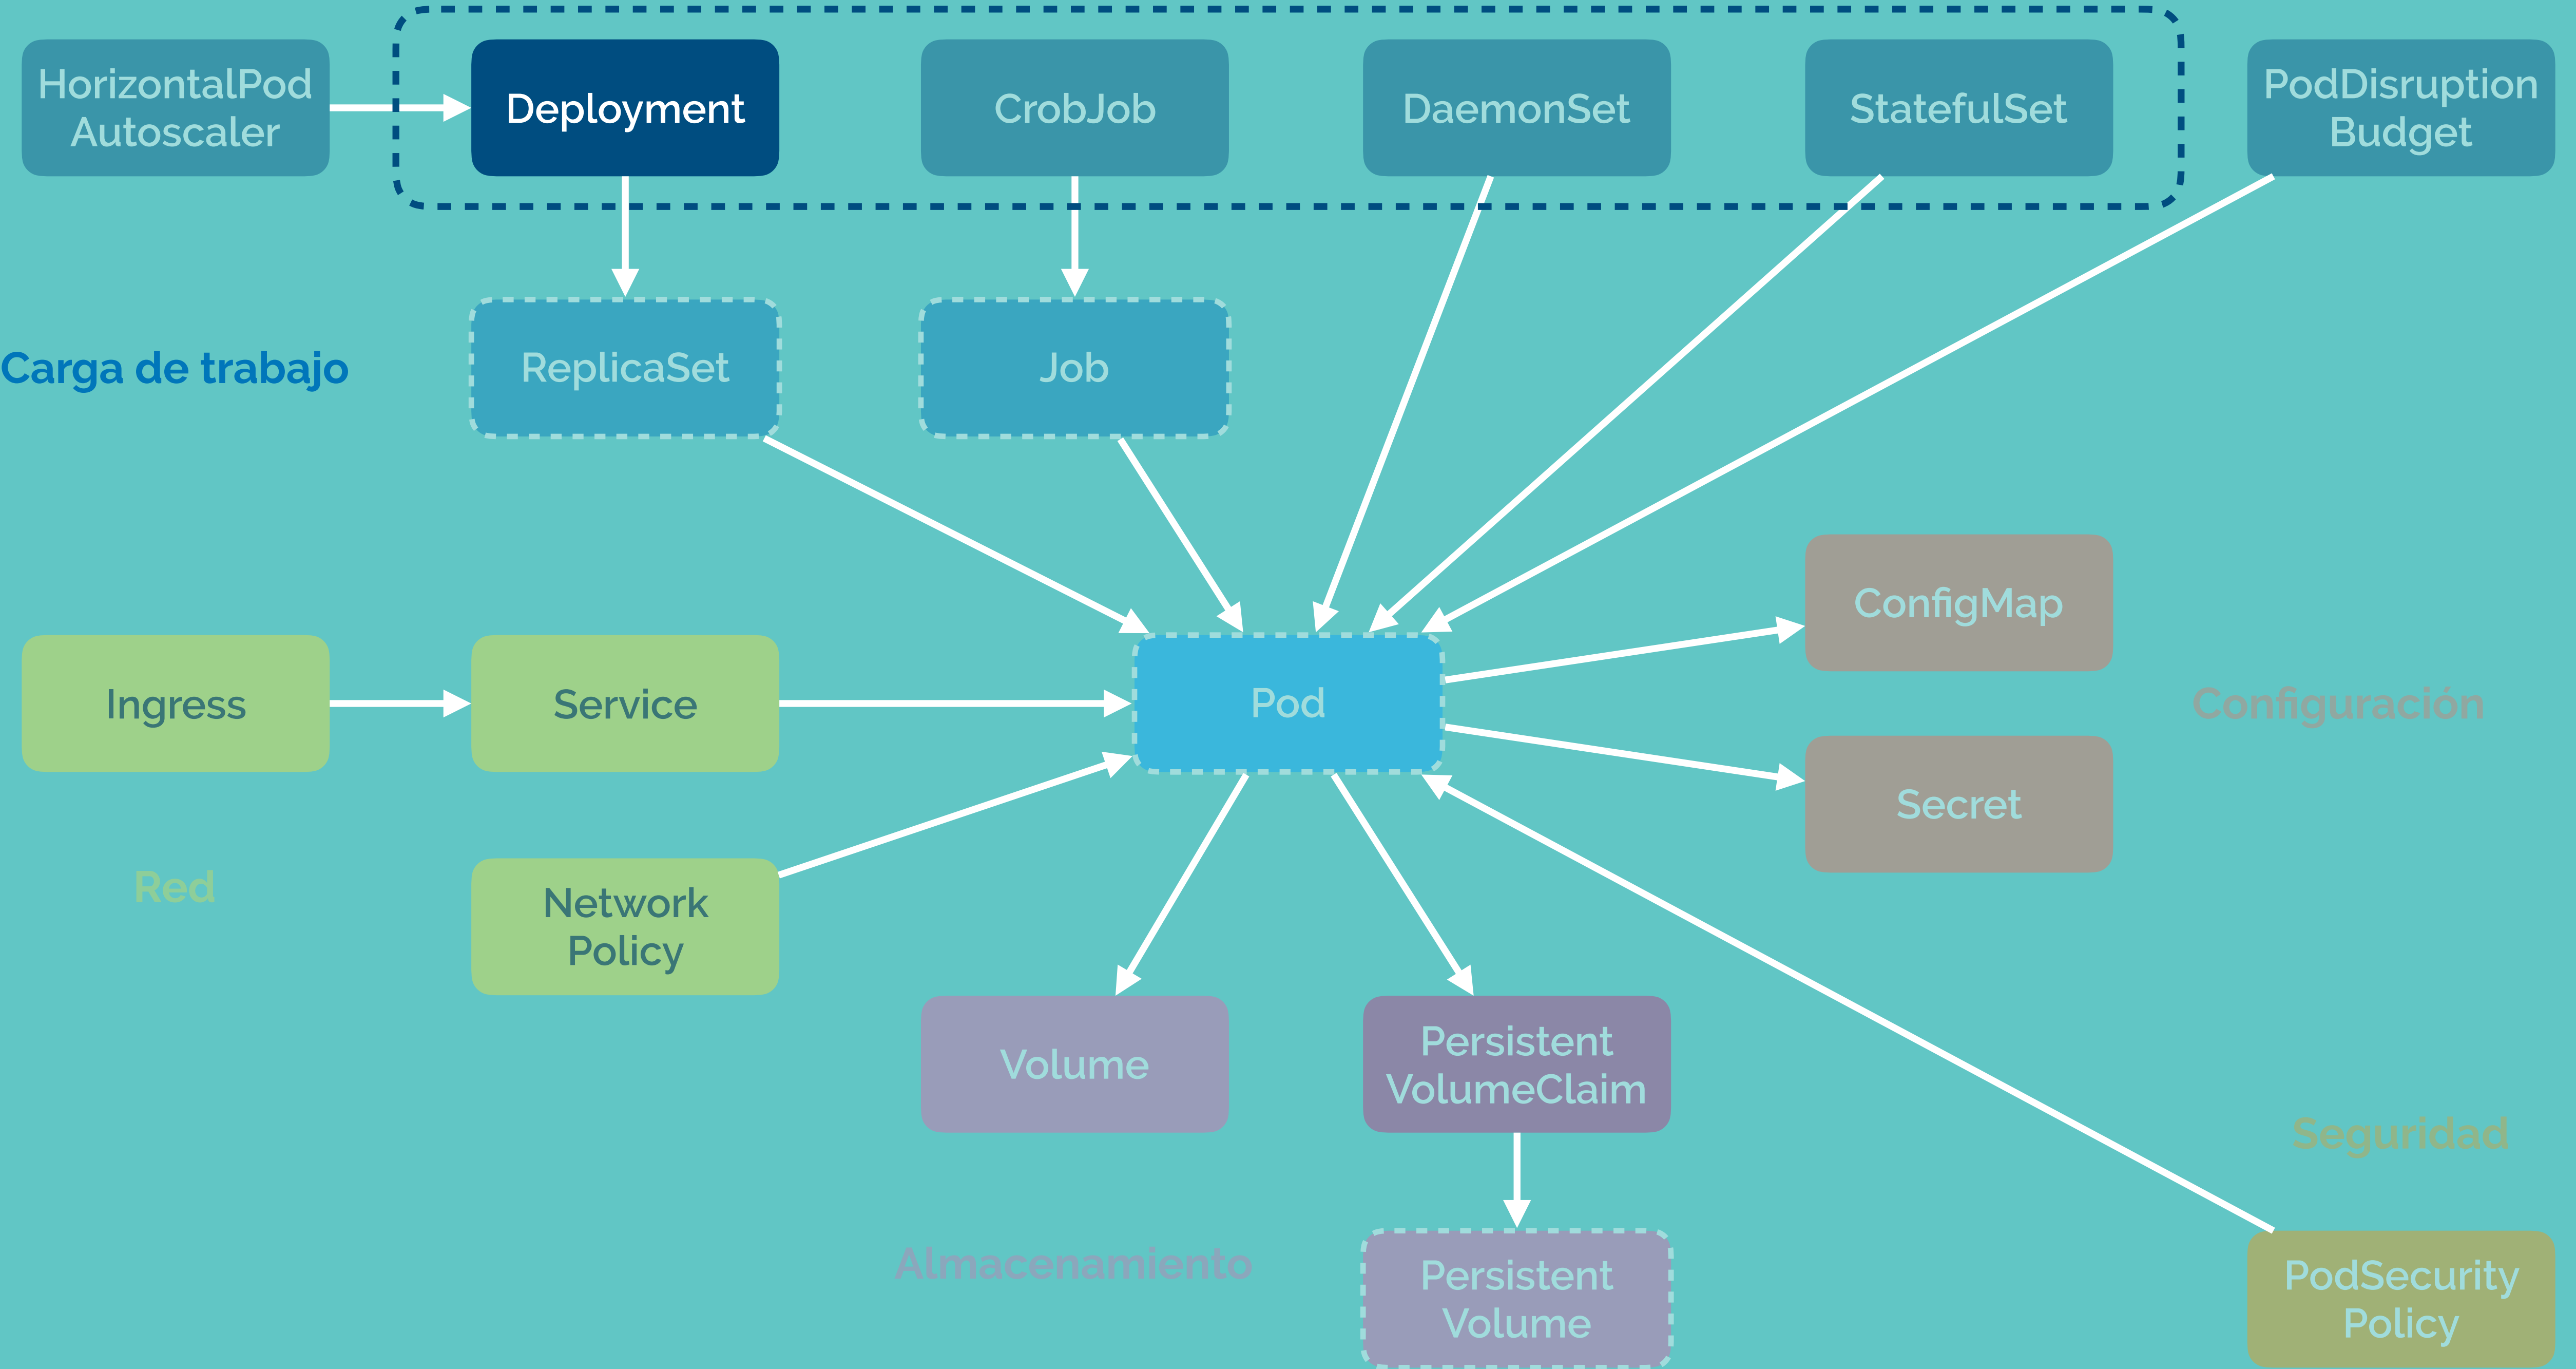 HorizontalPod
Autoscaler
Deployment
CrobJob
DaemonSet
StatefulSet
PodDisruption
Budget
Carga de trabajo
ReplicaSet
Job
Ingress
Service
Pod
ConfigMap
Configuración
Secret
Red
Network
Policy
Volume
Persistent
VolumeClaim
Seguridad
Almacenamiento
Persistent
Volume
PodSecurity
Policy